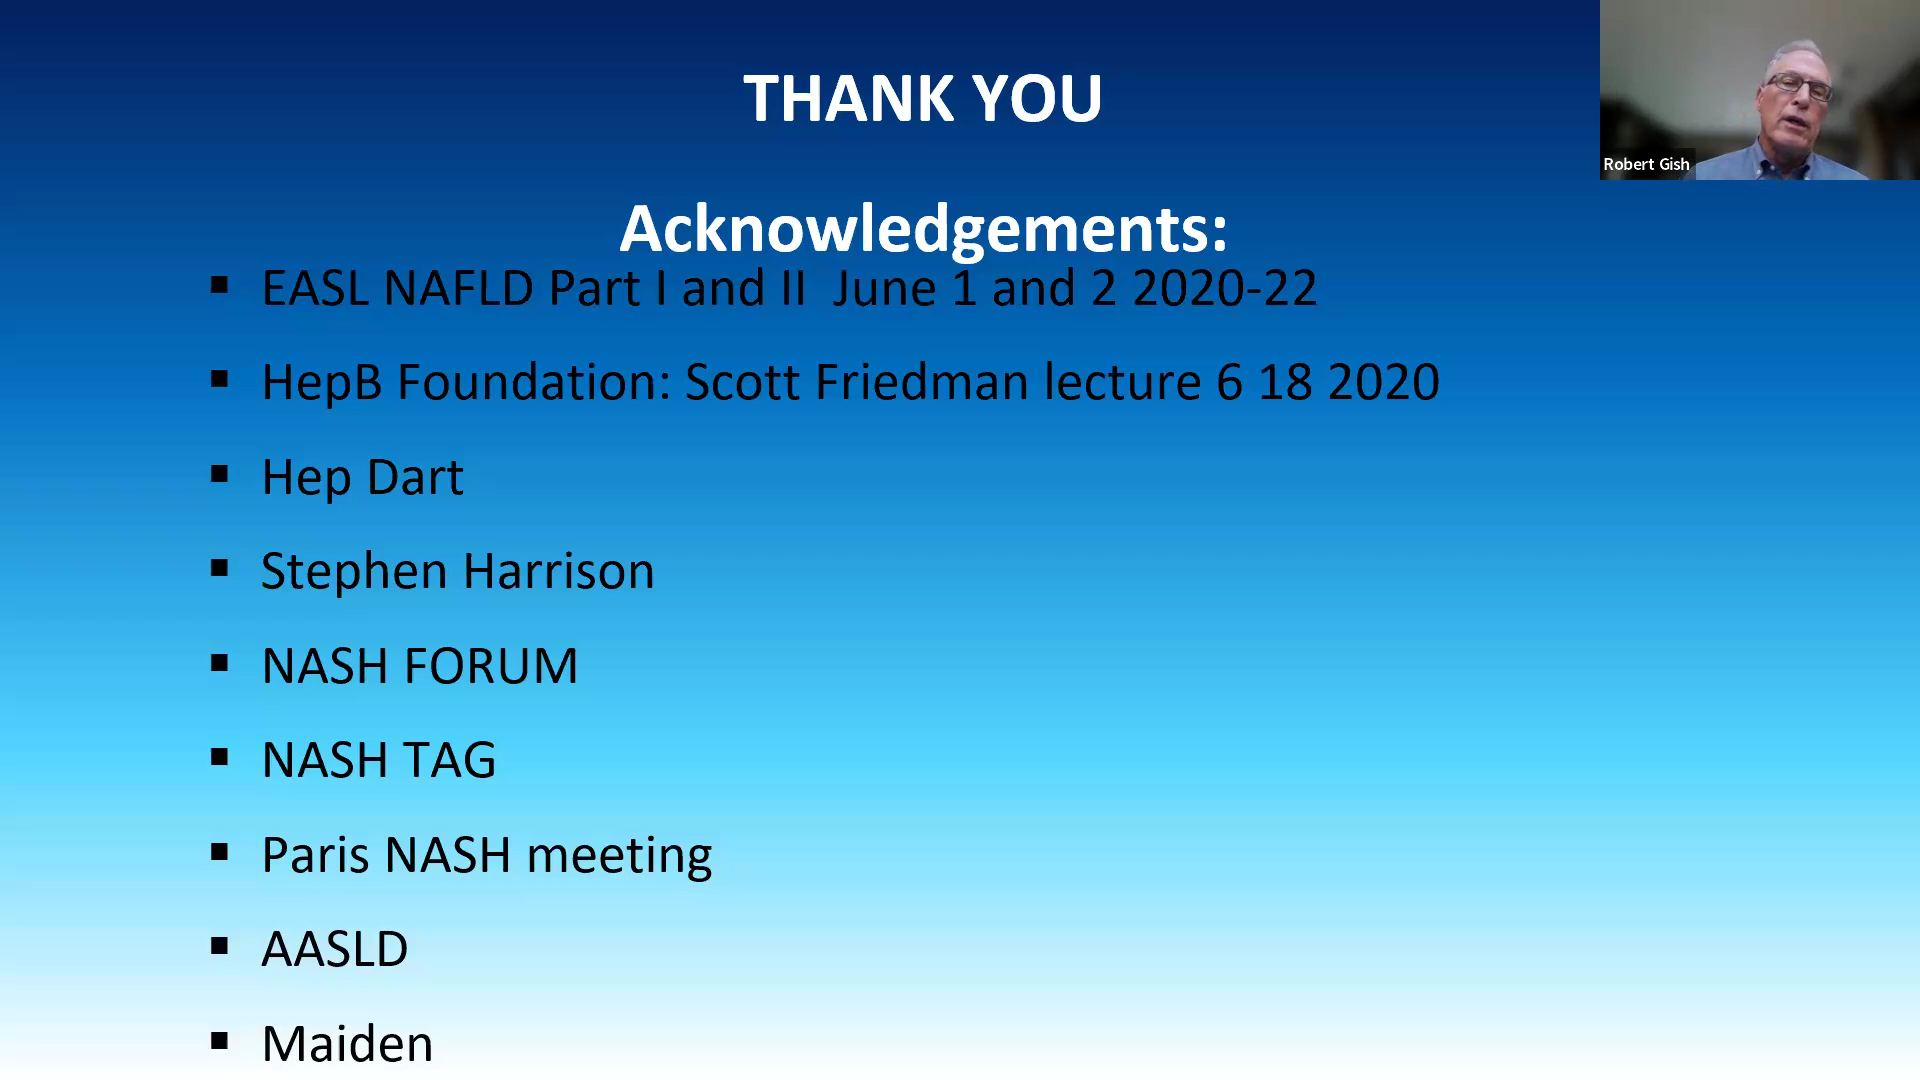 THANK YOU
Acknowledgements:
▪ EASL NAFLD Part I and II  June 1 and 2 2020-22
▪ HepB Foundation: Scott Friedman lecture 6 18 2020
▪ Hep Dart
▪ Stephen Harrison
▪ NASH FORUM
▪ NASH TAG
▪ Paris NASH meeting
▪ AASLD
▪ Maiden
Robert Gish